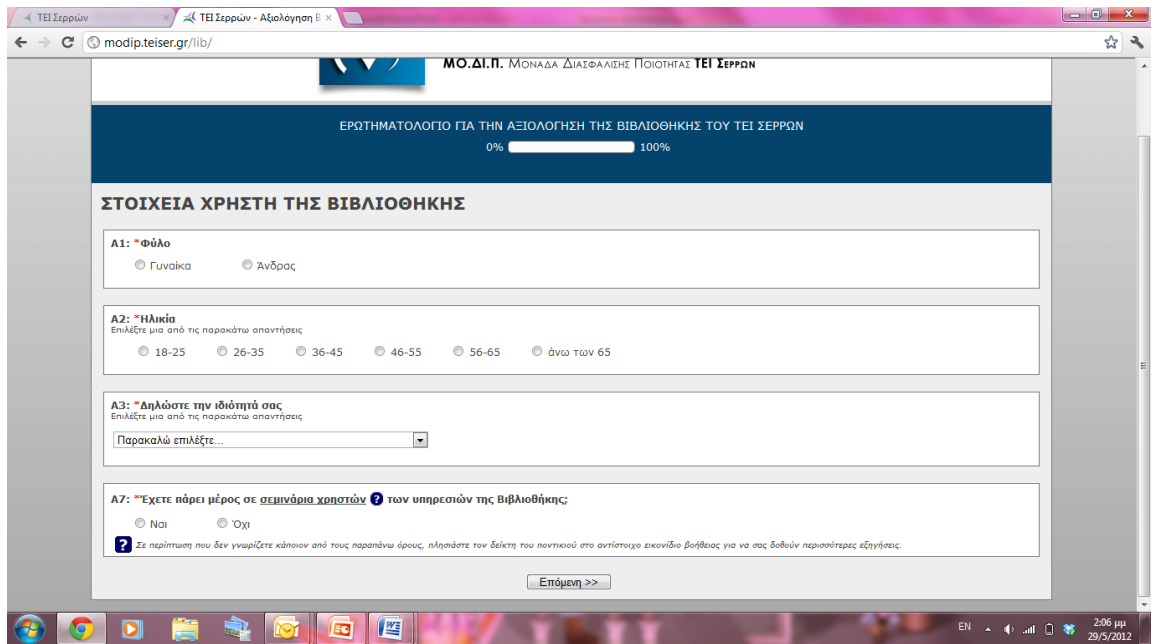 ΤΕΙ Σερρών
ΤΕΙ Σερρών - Αξιολόγηση Β
modip.teiser.gr/lib/
ΜΟ.ΔΙ.Π. ΜΟΝΑΔΑ ΔΙΑΣΦΑΛΙΣΗΣ ΠΟΙΟΤΗΤΑΣ ΤΕΙ ΣΕΡΡΩΝ
ΕΡΩΤΗΜΑΤΟΛΟΓΙΟ ΓΙΑ ΤΗΝ ΑΞΙΟΛΟΓΗΣΗ ΤΗΣ ΒΙΒΛΙΟΘΗΚΗΣ ΤΟΥ ΤΕΙ ΣΕΡΡΩΝ
0% 100%
ΣΤΟΙΧΕΙΑ ΧΡΗΣΤΗ ΤΗΣ ΒΙΒΛΙΟΘΗΚΗΣ
A1: *Φύλο
Γυναίκα Άνδρας
A2: *Ηλικία
Επιλέξτε μια από τις παρακάτω απαντήσεις
18-25 26-35 36-45 46-55 56-65 άνω των 65
A3: *Δηλώστε την ιδιότητά σας
Επιλέξτε μια από τις παρακάτω απαντήσεις
Παρακαλώ επιλέξτε...
A7: *Έχετε πάρει μέρος σε σεμινάρια χρηστών ? των υπηρεσιών της Βιβλιοθήκης;
Ναι Όχι
? Σε περίπτωση που δεν γνωρίζετε κάποιον από τους παραπάνω όρους, πλησιάστε τον δείκτη του ποντικιού στο αντίστοιχο εικονίδιο βοήθειας για να σας δοθούν περισσότερες εξηγήσεις.
Επόμενη >>
EN
2:06 μμ
29/5/2012